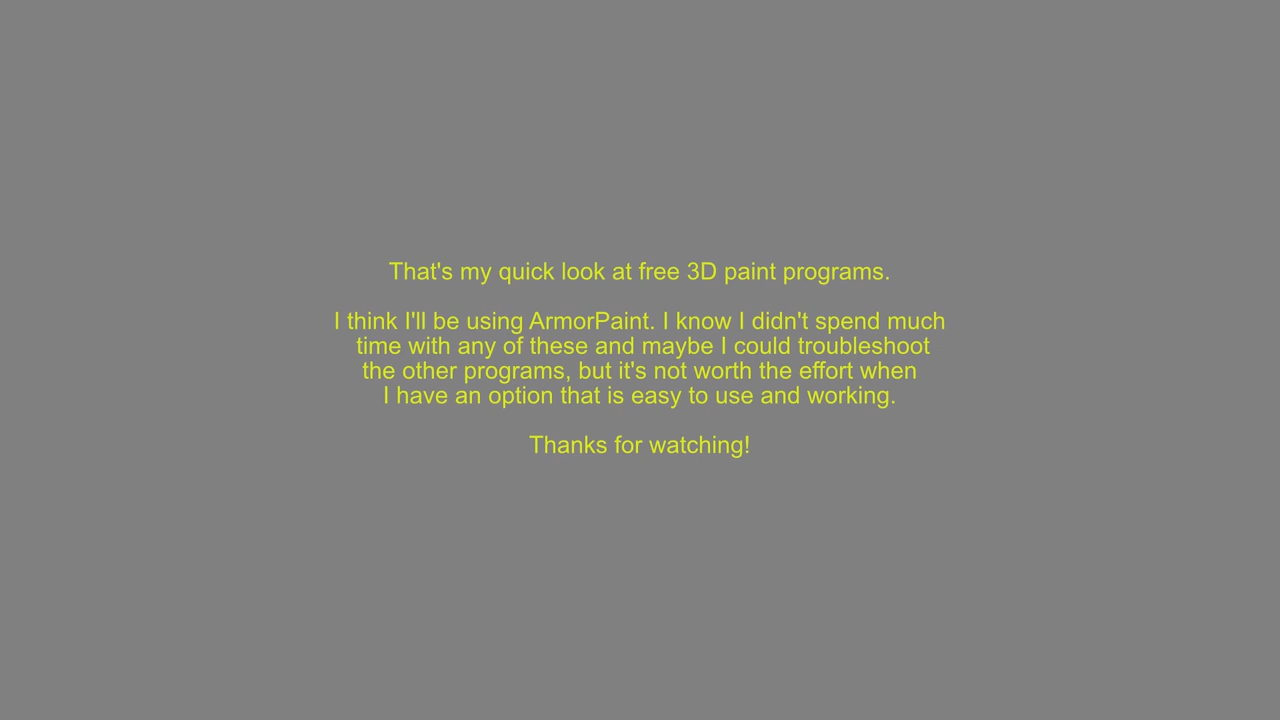 That's my quick look at free 3D paint programs.
I think I'll be using ArmorPaint. I know I didn't spend much
time with any of these and maybe I could troubleshoot
the other programs, but it's not worth the effort when
I have an option that is easy to use and working.
Thanks for watching!